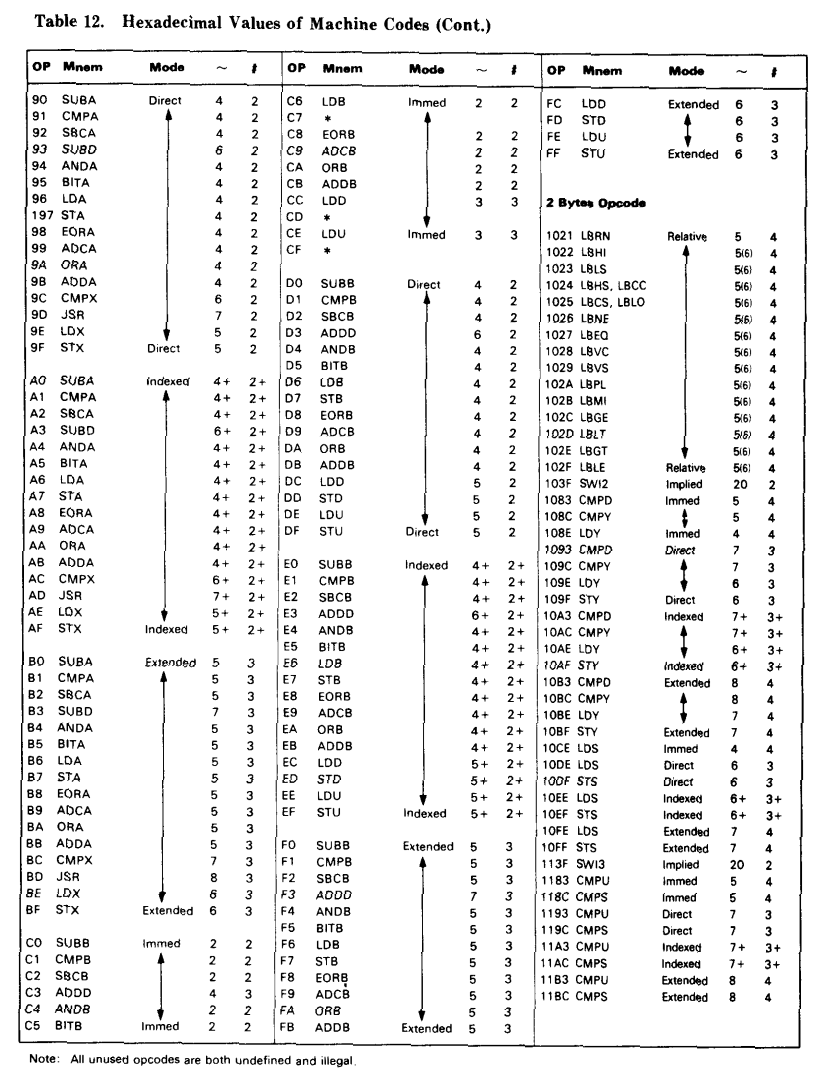 Table 12. Hexadecimal Values of Machine Codes (Cont.)
OP Mnem Mode ~ #
90 SUBA Direct 4 2
91 CMPA 4 2
92 SBCA 4 2
93 SUBD 6 2
94 ANDA 4 2
95 BITA 4 2
96 LDA 4 2
97 STA 4 2
98 EORA 4 2
99 ADCA 4 2
9A ORA 4 2
9B ADDA 4 2
9C CMPX 6 2
9D JSR 7 2
9E LDX 5 2
9F STX Direct 5 2
A0 SUBA Indexed 4+ 2+
A1 CMPA 4+ 2+
A2 SBCA 4+ 2+
A3 SUBD 6+ 2+
A4 ANDA 4+ 2+
A5 BITA 4+ 2+
A6 LDA 4+ 2+
A7 STA 4+ 2+
A8 EORA 4+ 2+
A9 ADCA 4+ 2+
AA ORA 4+ 2+
AB ADDA 4+ 2+
AC CMPX 6+ 2+
AD JSR 7+ 2+
AE LDX 5+ 2+
AF STX Indexed 5+ 2+
B0 SUBA Extended 5 3
B1 CMPA 5 3
B2 SBCA 5 3
B3 SUBD 7 3
B4 ANDA 5 3
B5 BITA 5 3
B6 LDA 5 3
B7 STA 5 3
B8 EORA 5 3
B9 ADCA 5 3
BA ORA 5 3
BB ADDA 5 3
BC CMPX 7 3
BD JSR 8 3
BE LDX 6 3
BF STX Extended 6 3
C0 SUBB Immed 2 2
C1 CMPB 2 2
C2 SBCB 2 2
C3 ADDD 4 3
C4 ANDB 2 2
C5 BITB Immed 2 2
OP Mnem Mode ~ #
C6 LDB Immed 2 2
C7 *
C8 EORB 2 2
C9 ADCB 2 2
CA ORB 2 2
CB ADDB 2 2
CC LDD 3 3
CD *
CE LDU Immed 3 3
CF *
D0 SUBB Direct 4 2
D1 CMPB 4 2
D2 SBCB 4 2
D3 ADDD 6 2
D4 ANDB 4 2
D5 BITB 4 2
D6 LDB 4 2
D7 STB 4 2
D8 EORB 4 2
D9 ADCB 4 2
DA ORB 4 2
DB ADDB 4 2
DC LDD 5 2
DD STD 5 2
DE LDU 5 2
DF STU Direct 5 2
E0 SUBB Indexed 4+ 2+
E1 CMPB 4+ 2+
E2 SBCB 4+ 2+
E3 ADDD 6+ 2+
E4 ANDB 4+ 2+
E5 BITB 4+ 2+
E6 LDB 4+ 2+
E7 STB 4+ 2+
E8 EORB 4+ 2+
E9 ADCB 4+ 2+
EA ORB 4+ 2+
EB ADDB 4+ 2+
EC LDD 5+ 2+
ED STD 5+ 2+
EE LDU 5+ 2+
EF STU Indexed 5+ 2+
F0 SUBB Extended 5 3
F1 CMPB 5 3
F2 SBCB 5 3
F3 ADDD 7 3
F4 ANDB 5 3
F5 BITB 5 3
F6 LDB 5 3
F7 STB 5 3
F8 EORB 5 3
F9 ADCB 5 3
FA ORB 5 3
FB ADDB Extended 5 3
OP Mnem Mode ~ #
FC LDD Extended 6 3
FD STD 6 3
FE LDU 6 3
FF STU Extended 6 3
2 Bytes Opcode
1021 LBRN Relative 5 4
1022 LBHI 5(6) 4
1023 LBLS 5(6) 4
1024 LBHS, LBCC 5(6) 4
1025 LBCS, LBLO 5(6) 4
1026 LBNE 5(6) 4
1027 LBEQ 5(6) 4
1028 LBVC 5(6) 4
1029 LBVS 5(6) 4
102A LBPL 5(6) 4
102B LBMI 5(6) 4
102C LBGE 5(6) 4
102D LBLT 5(6) 4
102E LBGT 5(6) 4
102F LBLE Relative 5(6) 4
103F SWI2 Implied 20 2
1083 CMPD Immed 5 4
108C CMPY 5 4
108E LDY Immed 4 4
1093 CMPD Direct 7 3
109C CMPY 7 3
109E LDY 6 3
109F STY Direct 6 3
10A3 CMPD Indexed 7+ 3+
10AC CMPY 7+ 3+
10AE LDY 6+ 3+
10AF STY Indexed 6+ 3+
10B3 CMPD Extended 8 4
10BC CMPY 8 4
10BE LDY 7 4
10BF STY Extended 7 4
10CE LDS Immed 4 4
10DE LDS Direct 6 3
10DF STS Direct 6 3
10EE LDS Indexed 6+ 3+
10EF STS Indexed 6+ 3+
10FE LDS Extended 7 4
10FF STS Extended 7 4
113F SWI3 Implied 20 2
1183 CMPU Immed 5 4
118C CMPS Immed 5 4
1193 CMPU Direct 7 3
119C CMPS Direct 7 3
11A3 CMPU Indexed 7+ 3+
11AC CMPS Indexed 7+ 3+
11B3 CMPU Extended 8 4
11BC CMPS Extended 8 4
Note: All unused opcodes are both undefined and illegal.